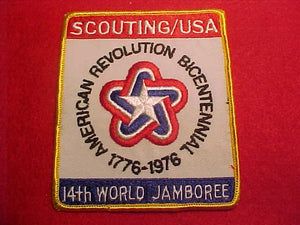 SCOUTING/USA
AMERICAN REVOLUTION BICENTENNIAL
1776-1976
14th WORLD JAMBOREE